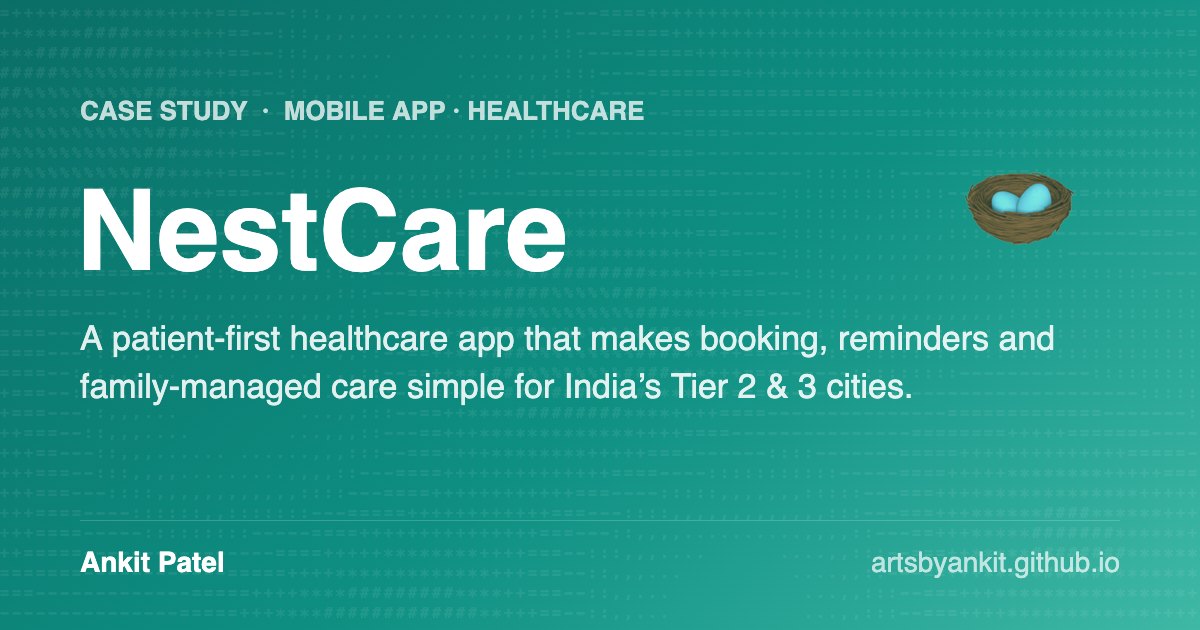 CASE STUDY · MOBILE APP · HEALTHCARE
NestCare
A patient-first healthcare app that makes booking, reminders and
family-managed care simple for India’s Tier 2 & 3 cities.
Ankit Patel
artsbyankit.github.io